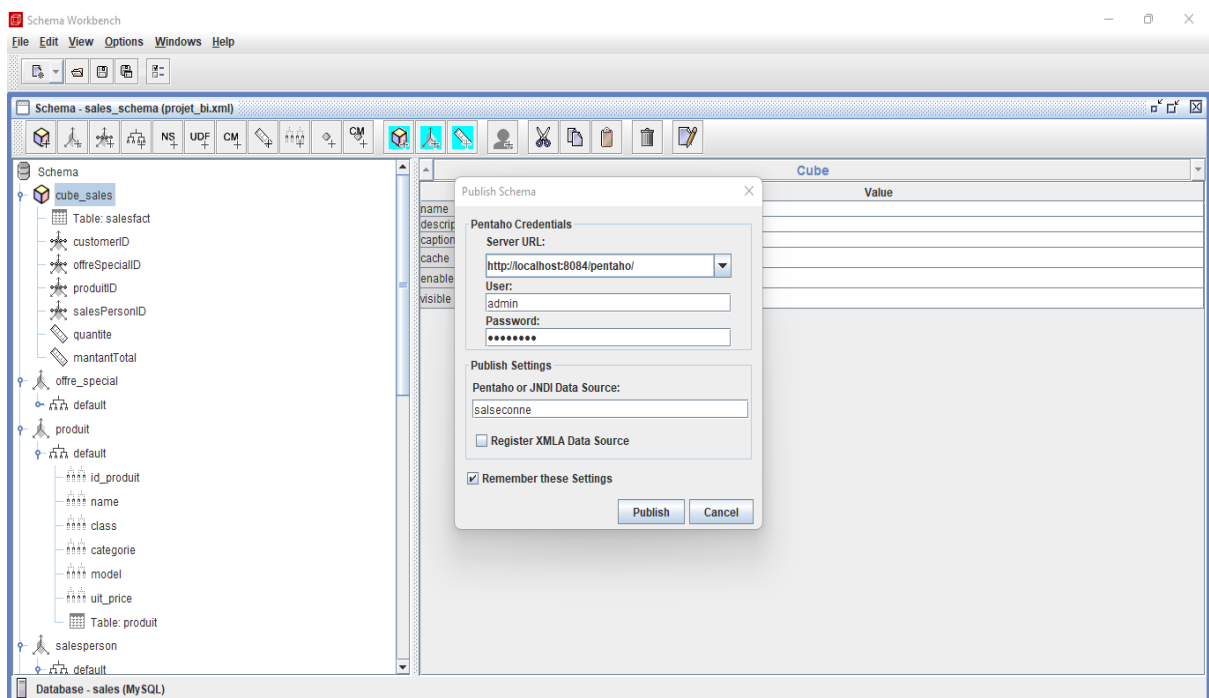 Schema Workbench
File Edit View Options Windows Help
Schema - sales_schema (projet_bi.xml)
NS UDF CM CM
Schema
cube_sales
Table: salesfact
customerID
offreSpecialID
produitID
salesPersonID
quantite
mantantTotal
offre_special
default
produit
default
id_produit
name
class
categorie
model
uit_price
Table: produit
salesperson
default
Cube
Value
name
descrip
caption
cache
enable
visible
Publish Schema
Pentaho Credentials
Server URL:
http://localhost:8084/pentaho/
User:
admin
Password:
••••••••
Publish Settings
Pentaho or JNDI Data Source:
salseconne
Register XMLA Data Source
Remember these Settings
Publish Cancel
Database - sales (MySQL)